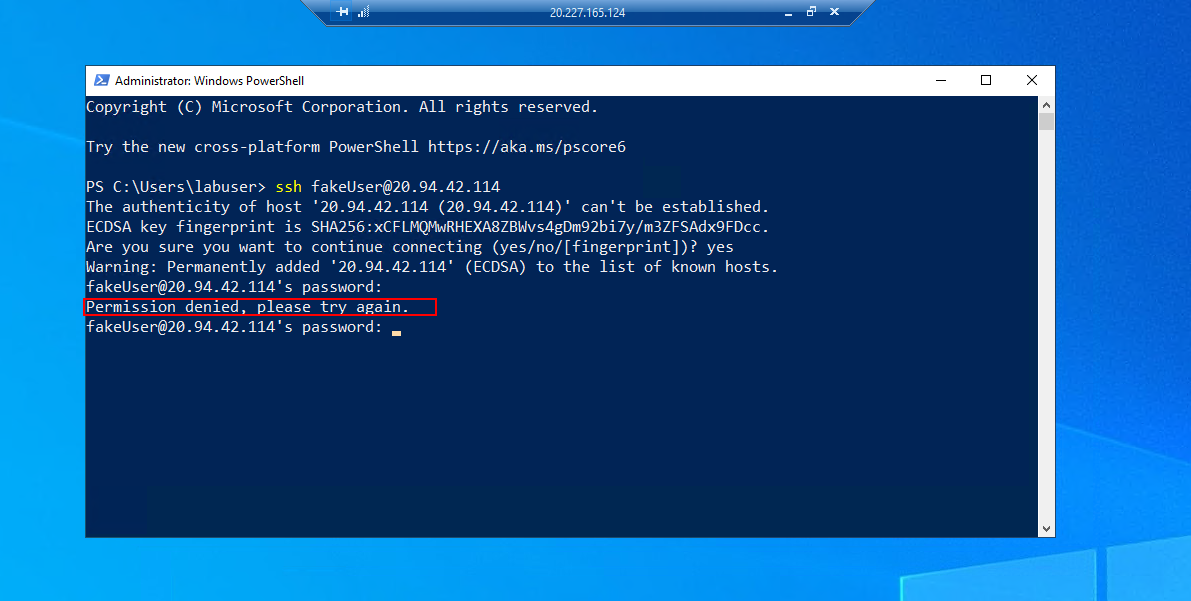 20.227.165.124
Administrator: Windows PowerShell
Copyright (C) Microsoft Corporation. All rights reserved.
Try the new cross-platform PowerShell https://aka.ms/pscore6
PS C:\Users\labuser> ssh fakeUser@20.94.42.114
The authenticity of host '20.94.42.114 (20.94.42.114)' can't be established.
ECDSA key fingerprint is SHA256:xCFLMQMwRHEXA8ZBWvs4gDm92bi7y/m3ZFSAdx9FDcc.
Are you sure you want to continue connecting (yes/no/[fingerprint])? yes
Warning: Permanently added '20.94.42.114' (ECDSA) to the list of known hosts.
fakeUser@20.94.42.114's password:
Permission denied, please try again.
fakeUser@20.94.42.114's password: